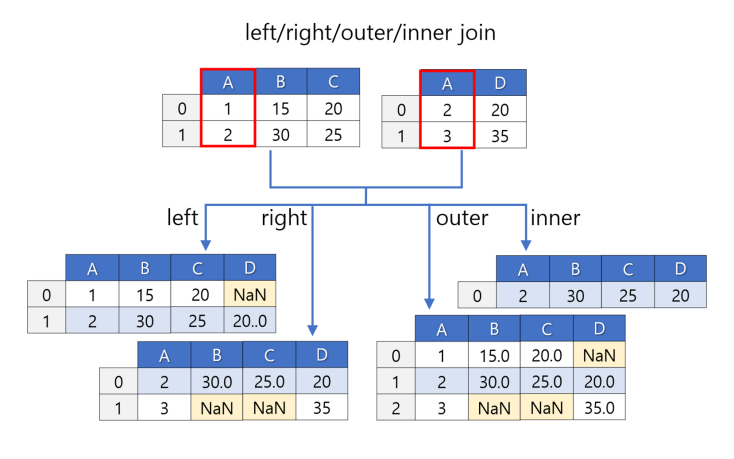 left/right/outer/inner join
A B C
0 1 15 20
1 2 30 25
A D
0 2 20
1 3 35
left right outer inner
A B C D
0 1 15 20 NaN
1 2 30 25 20..0
A B C D
0 2 30.0 25.0 20
1 3 NaN NaN 35
A B C D
0 1 15.0 20.0 NaN
1 2 30.0 25.0 20.0
2 3 NaN NaN 35.0
A B C D
0 2 30 25 20